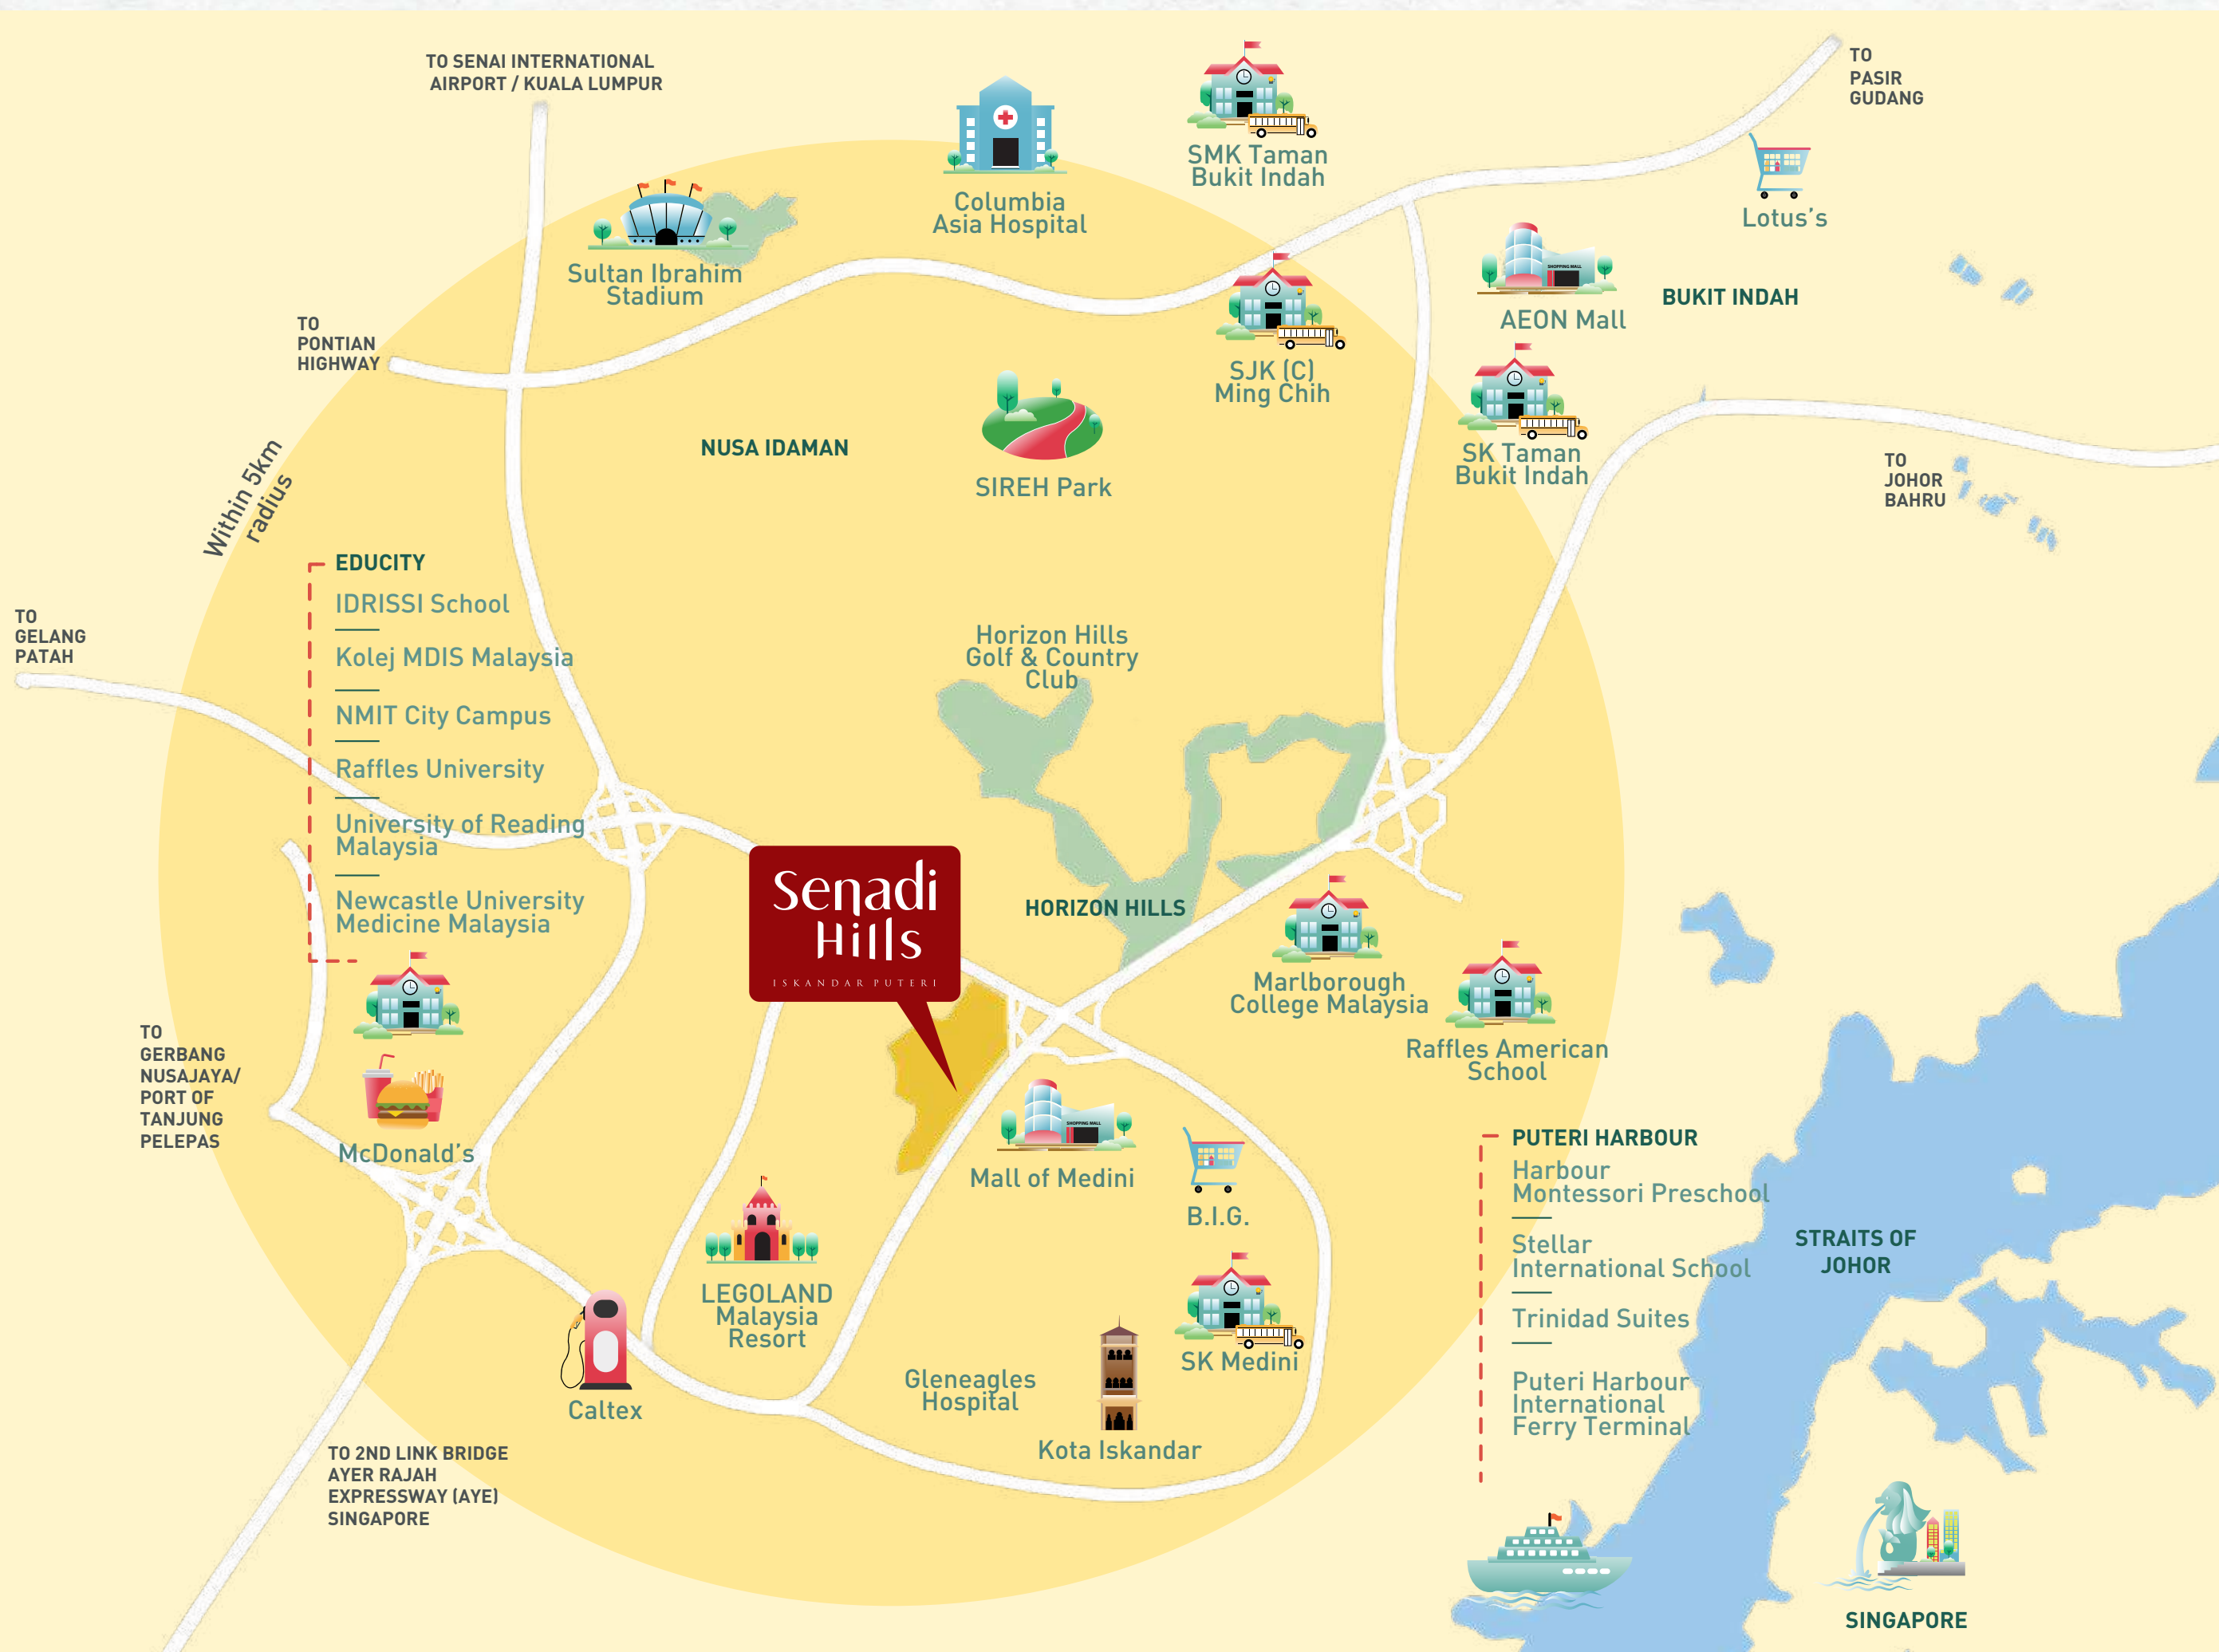 TO SENAI INTERNATIONAL
AIRPORT / KUALA LUMPUR
TO
PASIR
GUDANG
SMK Taman
Bukit Indah
Columbia
Asia Hospital
Lotus's
Sultan Ibrahim
Stadium
SHOPPING MALL
AEON Mall
BUKIT INDAH
TO
PONTIAN
HIGHWAY
SJK (C)
Ming Chih
NUSA IDAMAN
SIREH Park
SK Taman
Bukit Indah
TO
JOHOR
BAHRU
Within 5km
radius
EDUCITY
IDRISSI School
Kolej MDIS Malaysia
NMIT City Campus
Raffles University
University of Reading
Malaysia
Newcastle University
Medicine Malaysia
TO
GELANG
PATAH
Horizon Hills
Golf & Country
Club
Senadi
Hills
ISKANDAR PUTERI
HORIZON HILLS
Marlborough
College Malaysia
Raffles American
School
TO
GERBANG
NUSAJAYA/
PORT OF
TANJUNG
PELEPAS
McDonald's
SHOPPING MALL
Mall of Medini
B.I.G.
PUTERI HARBOUR
Harbour
Montessori Preschool
Stellar
International School
Trinidad Suites
Puteri Harbour
International
Ferry Terminal
STRAITS OF
JOHOR
LEGOLAND
Malaysia
Resort
SK Medini
Gleneagles
Hospital
Caltex
Kota Iskandar
TO 2ND LINK BRIDGE
AYER RAJAH
EXPRESSWAY (AYE)
SINGAPORE
SINGAPORE